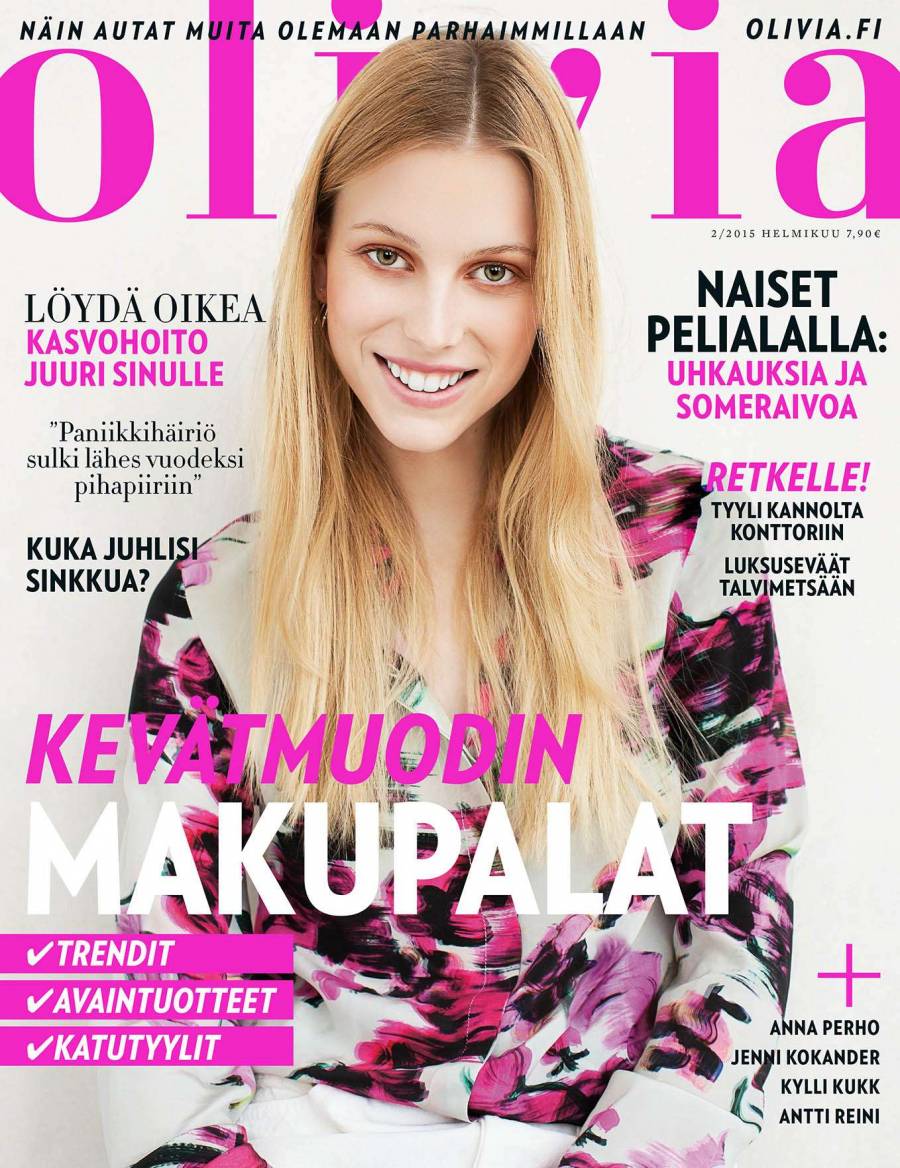 NÄIN AUTAT MUITA OLEMAAN PARHAIMMILLAAN
OLIVIA.FI
olivia
2/2015 HELMIKUU 7,90€
LÖYDÄ OIKEA
KASVOHOITO
JUURI SINULLE
”Paniikkihäiriö
sulki lähes vuodeksi
pihapiiriin”
KUKA JUHLISI
SINKKUA?
NAISET
PELIALALLA:
UHKAUKSIA JA
SOMERAIVOA
RETKELLE!
TYYLI KANNOLTA
KONTTORIIN
LUKSUSEVÄÄT
TALVIMETSÄÄN
KEVÄTMUODIN
MAKUPALAT
✔TRENDIT
✔AVAINTUOTTEET
✔KATUTYYLIT
+
ANNA PERHO
JENNI KOKANDER
KYLLI KUKK
ANTTI REINI